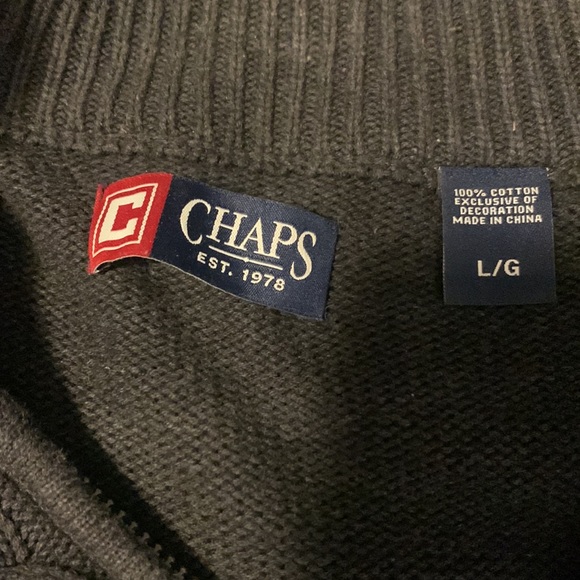 C
CHAPS
EST. 1978
100% COTTON
EXCLUSIVE OF
DECORATION
MADE IN CHINA
L/G